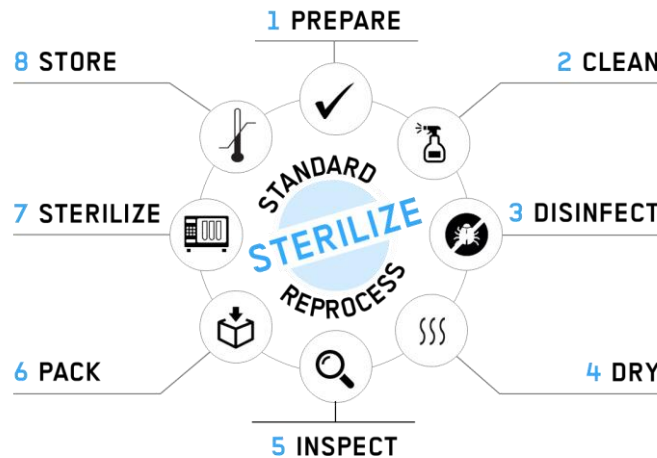 1 PREPARE
2 CLEAN
3 DISINFECT
4 DRY
5 INSPECT
6 PACK
7 STERILIZE
8 STORE
STANDARD
STERILIZE
REPROCESS